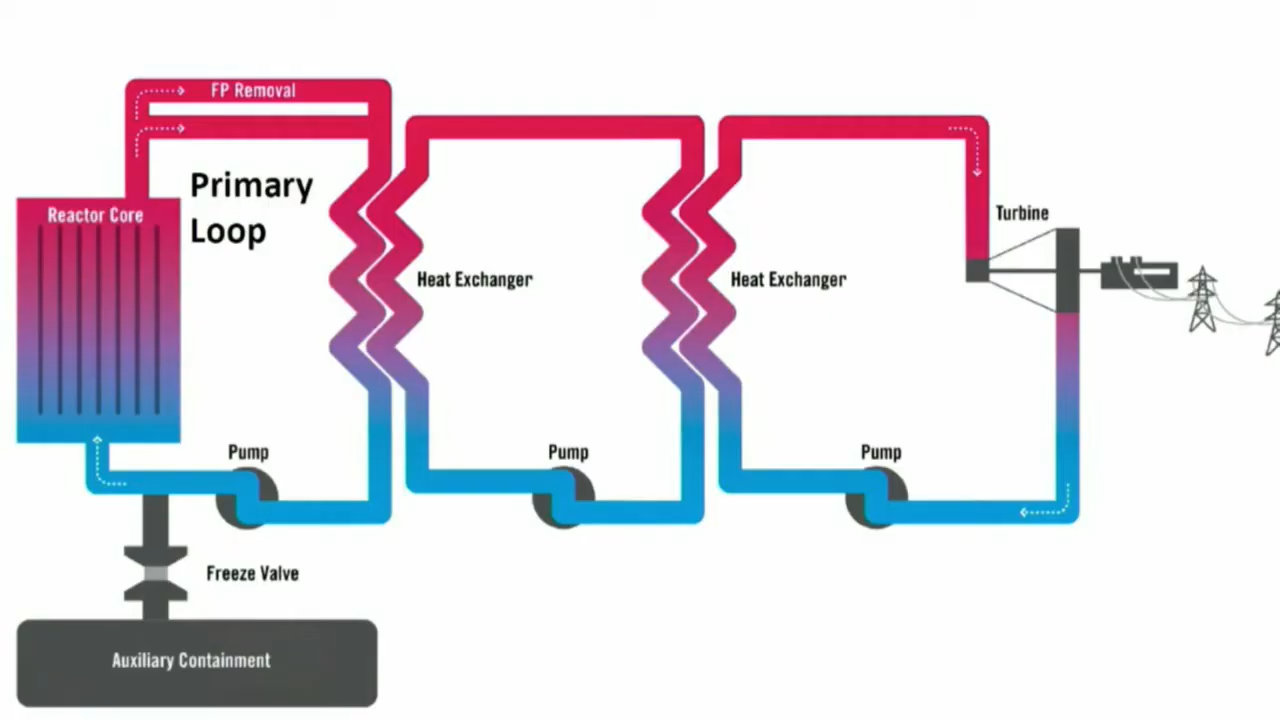 FP Removal
Primary
Loop
Reactor Core
Turbine
Heat Exchanger
Heat Exchanger
Pump
Pump
Pump
Freeze Valve
Auxiliary Containment